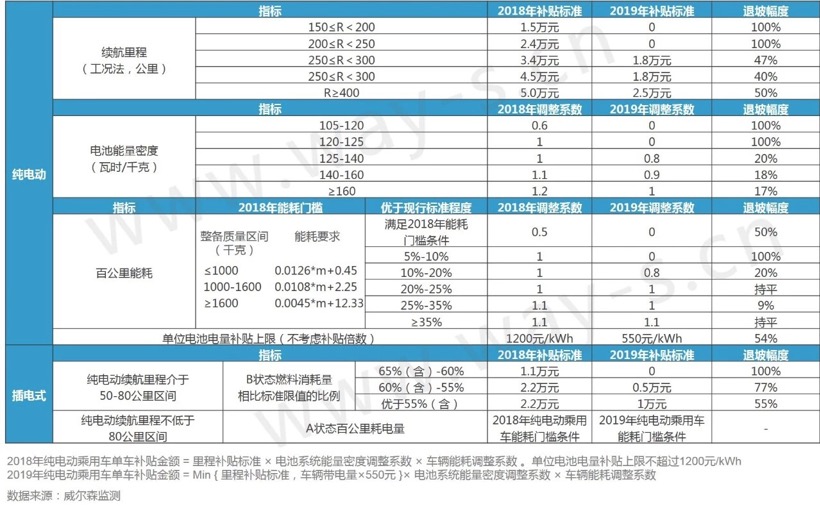 指标 2018年补贴标准 2019年补贴标准 退坡幅度
纯电动
续航里程
（工况法，公里）
150≤R＜200 1.5万元 0 100%
200≤R＜250 2.4万元 0 100%
250≤R＜300 3.4万元 1.8万元 47%
250≤R＜300 4.5万元 1.8万元 40%
R≥400 5.0万元 2.5万元 50%
指标 2018年调整系数 2019年调整系数 退坡幅度
电池能量密度
（瓦时/千克）
105-120 0.6 0 100%
120-125 1 0 100%
125-140 1 0.8 20%
140-160 1.1 0.9 18%
≥160 1.2 1 17%
指标 2018年能耗门槛 优于现行标准程度 2018年调整系数 2019年调整系数 退坡幅度
百公里能耗
整备质量区间
（千克）
能耗要求
≤1000 0.0126*m+0.45
1000-1600 0.0108*m+2.25
≥1600 0.0045*m+12.33
满足2018年能耗
门槛条件
0.5 0 50%
5%-10% 1 0 100%
10%-20% 1 0.8 20%
20%-25% 1 1 持平
25%-35% 1.1 1 9%
≥35% 1.1 1.1 持平
单位电池电量补贴上限（不考虑补贴倍数） 1200元/kWh 550元/kWh 54%
指标 2018年补贴标准 2019年补贴标准 退坡幅度
插电式
纯电动续航里程介于
50-80公里区间
B状态燃料消耗量
相比标准限值的比例
65%（含）-60% 1.1万元 0 100%
60%（含）-55% 2.2万元 0.5万元 77%
优于55%（含） 2.2万元 1万元 55%
纯电动续航里程不低于
80公里区间
A状态百公里耗电量
2018年纯电动乘用
车能耗门槛条件
2019年纯电动乘用车
能耗门槛条件
-
2018年纯电动乘用车单车补贴金额 = 里程补贴标准 × 电池系统能量密度调整系数 × 车辆能耗调整系数 。单位电池电量补贴上限不超过1200元/kWh
2019年纯电动乘用车单车补贴金额 = Min { 里程补贴标准，车辆带电量×550元 }× 电池系统能量密度调整系数 × 车辆能耗调整系数
数据来源：威尔森监测
www.way-s.cn
www.way-s.cn